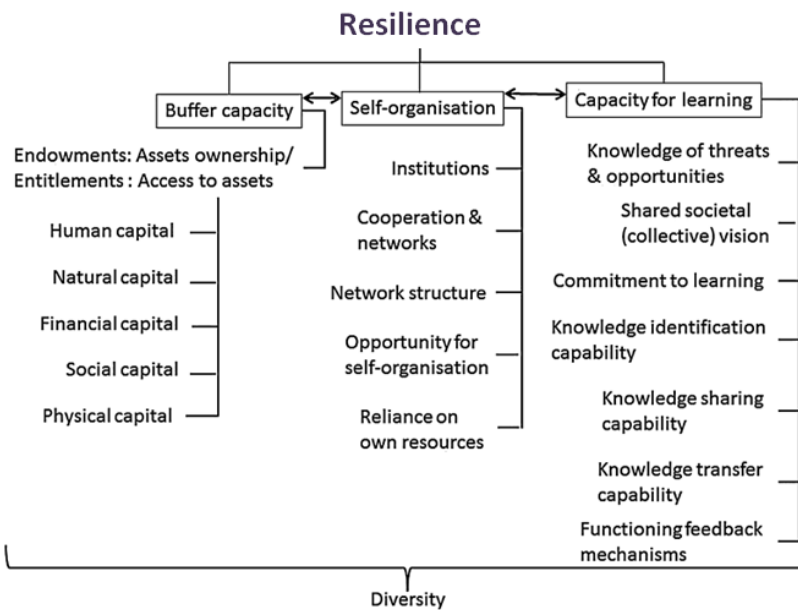 Resilience
Buffer capacity
Self-organisation
Capacity for learning
Endowments: Assets ownership/
Entitlements : Access to assets
Human capital
Natural capital
Financial capital
Social capital
Physical capital
Institutions
Cooperation &
networks
Network structure
Opportunity for
self-organisation
Reliance on
own resources
Knowledge of threats
& opportunities
Shared societal
(collective) vision
Commitment to learning
Knowledge identification
capability
Knowledge sharing
capability
Knowledge transfer
capability
Functioning feedback
mechanisms
Diversity